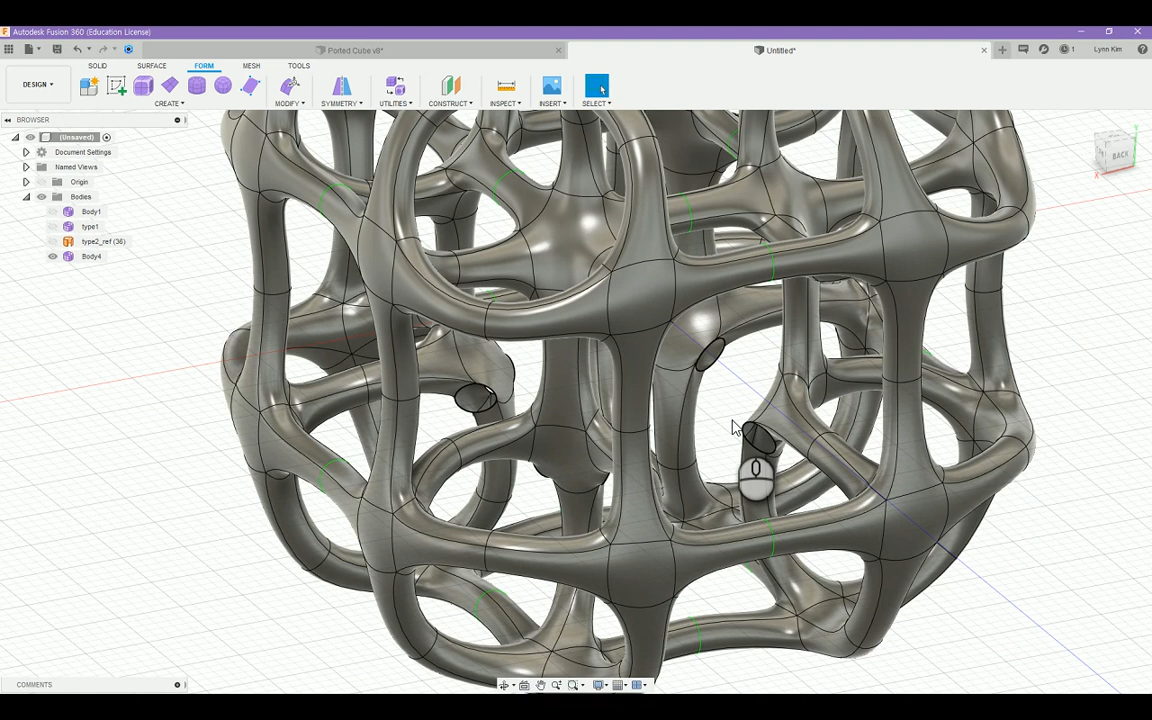 Autodesk Fusion 360 (Education License)
Ported Cube v8*
Untitled*
1
Lynn Kim
DESIGN
SOLID SURFACE FORM MESH TOOLS
CREATE MODIFY SYMMETRY UTILITIES CONSTRUCT INSPECT INSERT SELECT
BROWSER
(Unsaved)
Document Settings
Named Views
Origin
Bodies
Body1
type1
type2_ref (36)
Body4
BACK
X
Y
COMMENTS